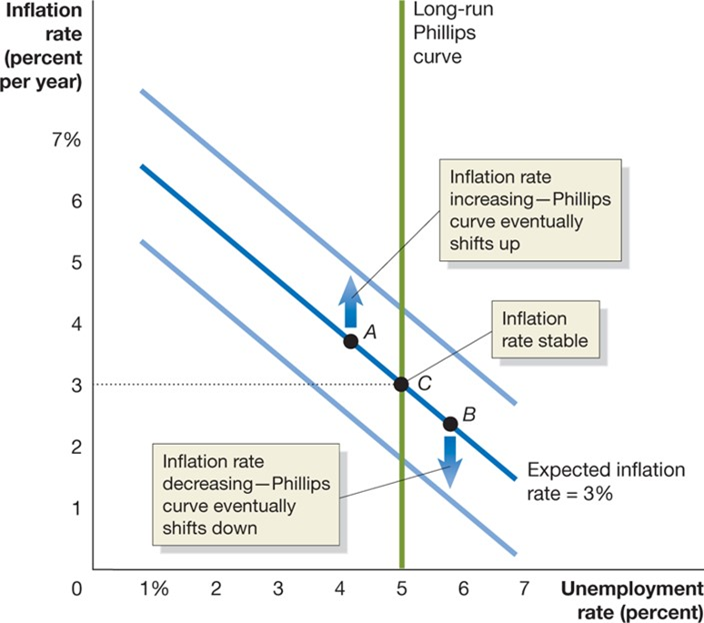 Inflation
rate
(percent
per year)
Long-run
Phillips
curve
7%
6
5
4
3
2
1
0
Inflation rate
increasing—Phillips
curve eventually
shifts up
A
Inflation
rate stable
C
B
Inflation rate
decreasing—Phillips
curve eventually
shifts down
Expected inflation
rate = 3%
1%
2
3
4
5
6
7
Unemployment
rate (percent)